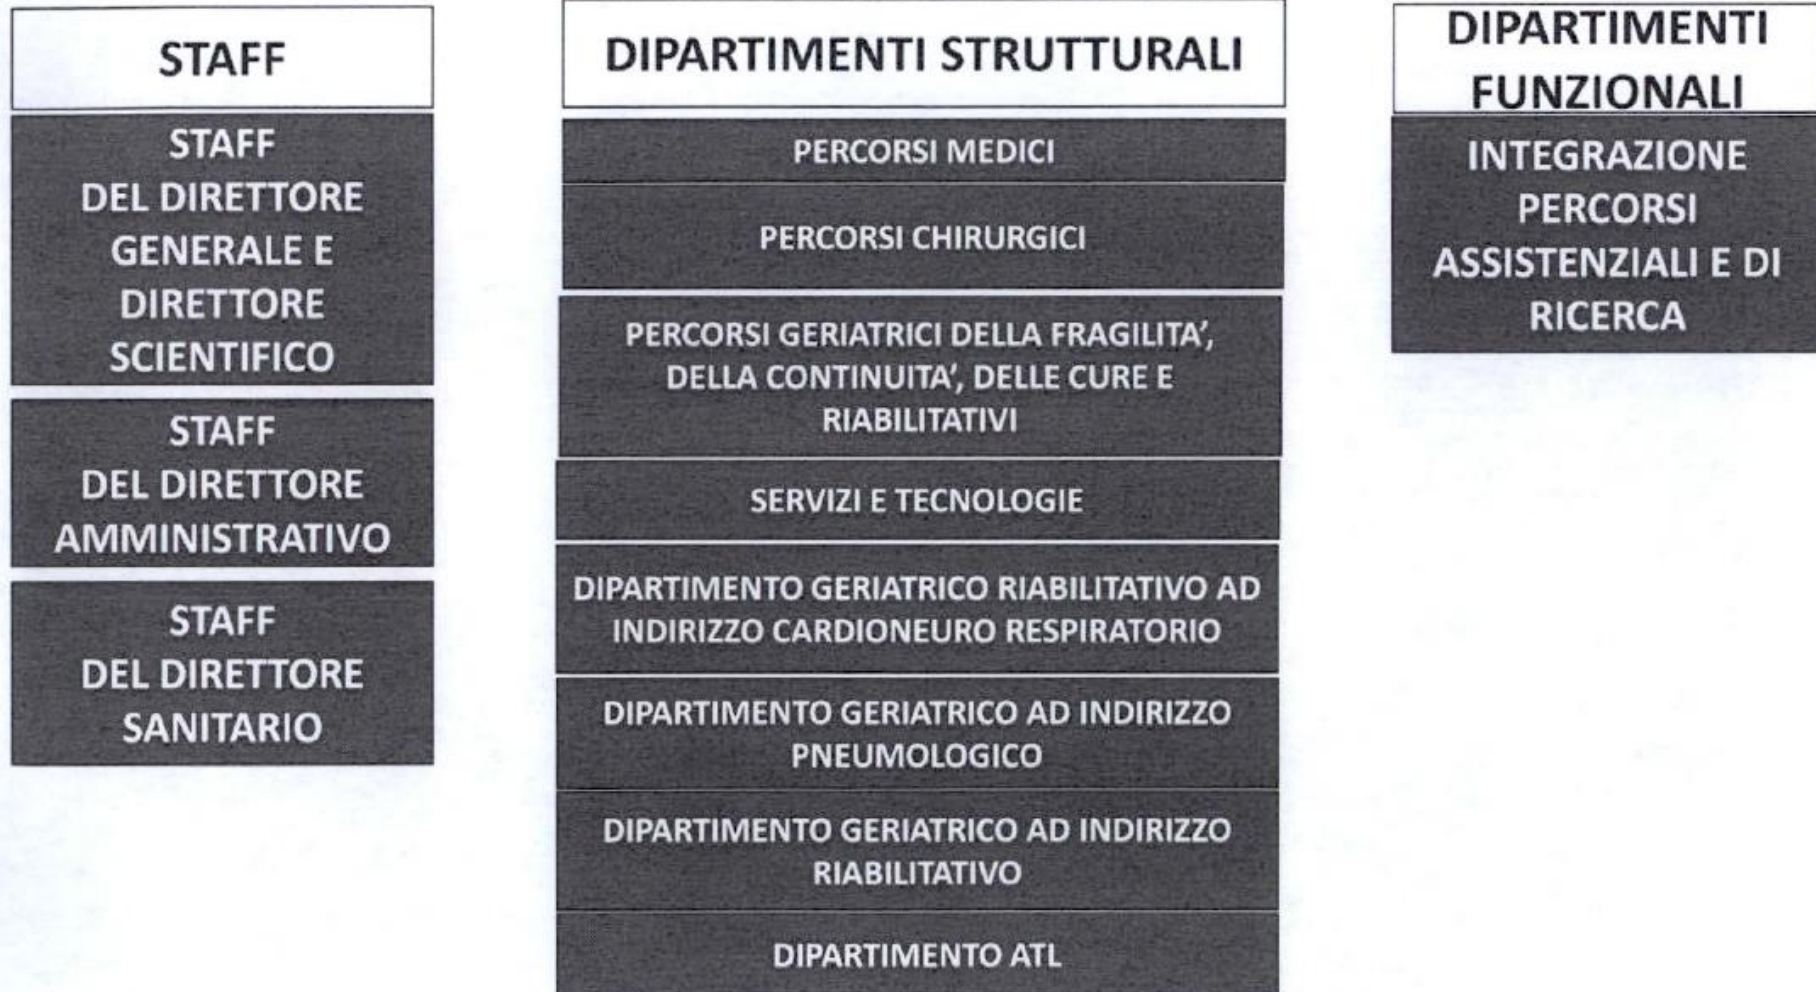 STAFF
STAFF
DEL DIRETTORE
GENERALE E
DIRETTORE
SCIENTIFICO
STAFF
DEL DIRETTORE
AMMINISTRATIVO
STAFF
DEL DIRETTORE
SANITARIO
DIPARTIMENTI STRUTTURALI
PERCORSI MEDICI
PERCORSI CHIRURGICI
PERCORSI GERIATRICI DELLA FRAGILITA’,
DELLA CONTINUITA’, DELLE CURE E
RIABILITATIVI
SERVIZI E TECNOLOGIE
DIPARTIMENTO GERIATRICO RIABILITATIVO AD
INDIRIZZO CARDIONEURO RESPIRATORIO
DIPARTIMENTO GERIATRICO AD INDIRIZZO
PNEUMOLOGICO
DIPARTIMENTO GERIATRICO AD INDIRIZZO
RIABILITATIVO
DIPARTIMENTO ATL
DIPARTIMENTI
FUNZIONALI
INTEGRAZIONE
PERCORSI
ASSISTENZIALI E DI
RICERCA